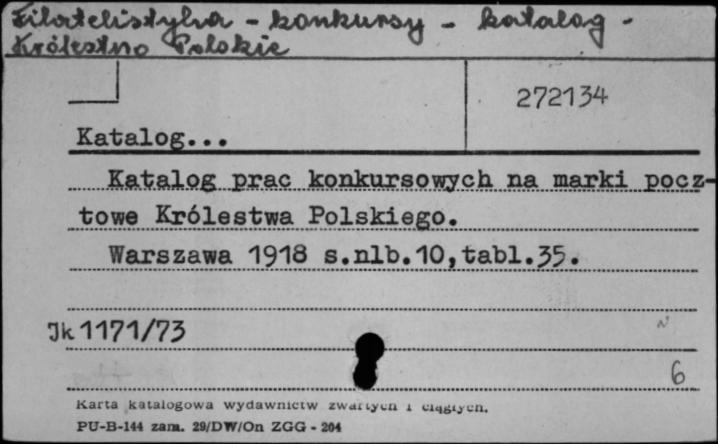 Filatelistyka - konkursy - katalog -
Królestwo Polskie
272134
Katalog...
Katalog prac konkursowych na marki pocz-
towe Królestwa Polskiego.
Warszawa 1918 s.nlb.10,tabl.35.
Jk 1171/73
6
Karta katalogowa wydawnictw zwartych i ciągłych.
PU-B-144 zam. 29/DW/On ZGG - 204